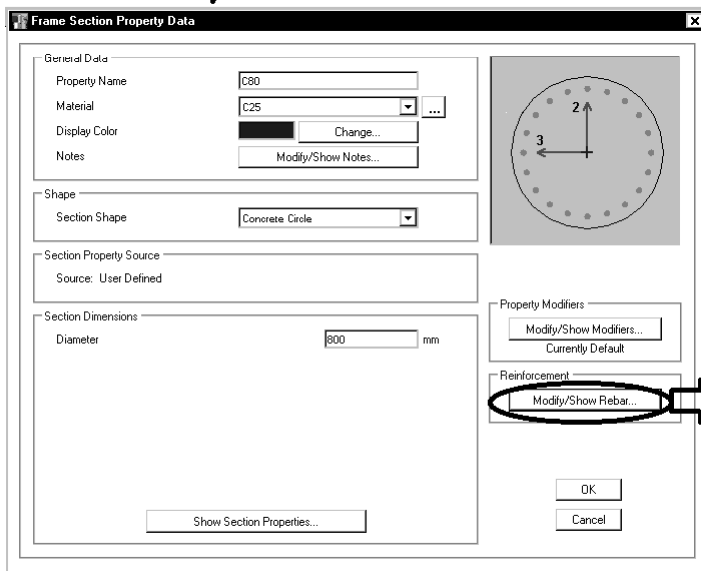 Frame Section Property Data
General Data
Property Name C80
Material C25 ...
Display Color Change...
Notes Modify/Show Notes...
Shape
Section Shape Concrete Circle
Section Property Source
Source: User Defined
Section Dimensions
Diameter 800 mm
Show Section Properties...
2
3
Property Modifiers
Modify/Show Modifiers...
Currently Default
Reinforcement
Modify/Show Rebar...
OK
Cancel